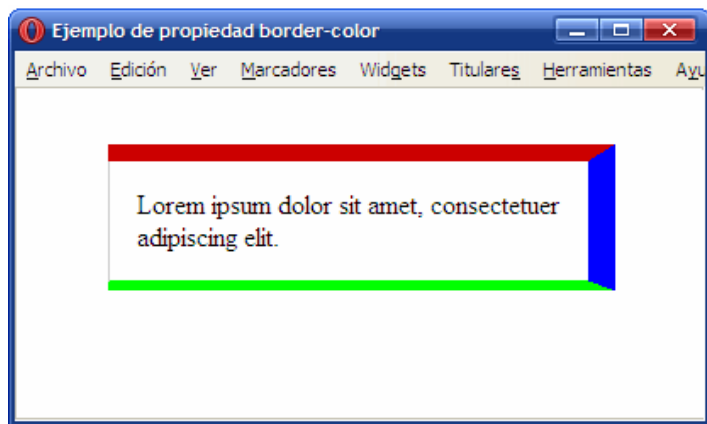 Ejemplo de propiedad border-color
Archivo Edición Ver Marcadores Widgets Titulares Herramientas Ayu
Lorem ipsum dolor sit amet, consectetuer
adipiscing elit.